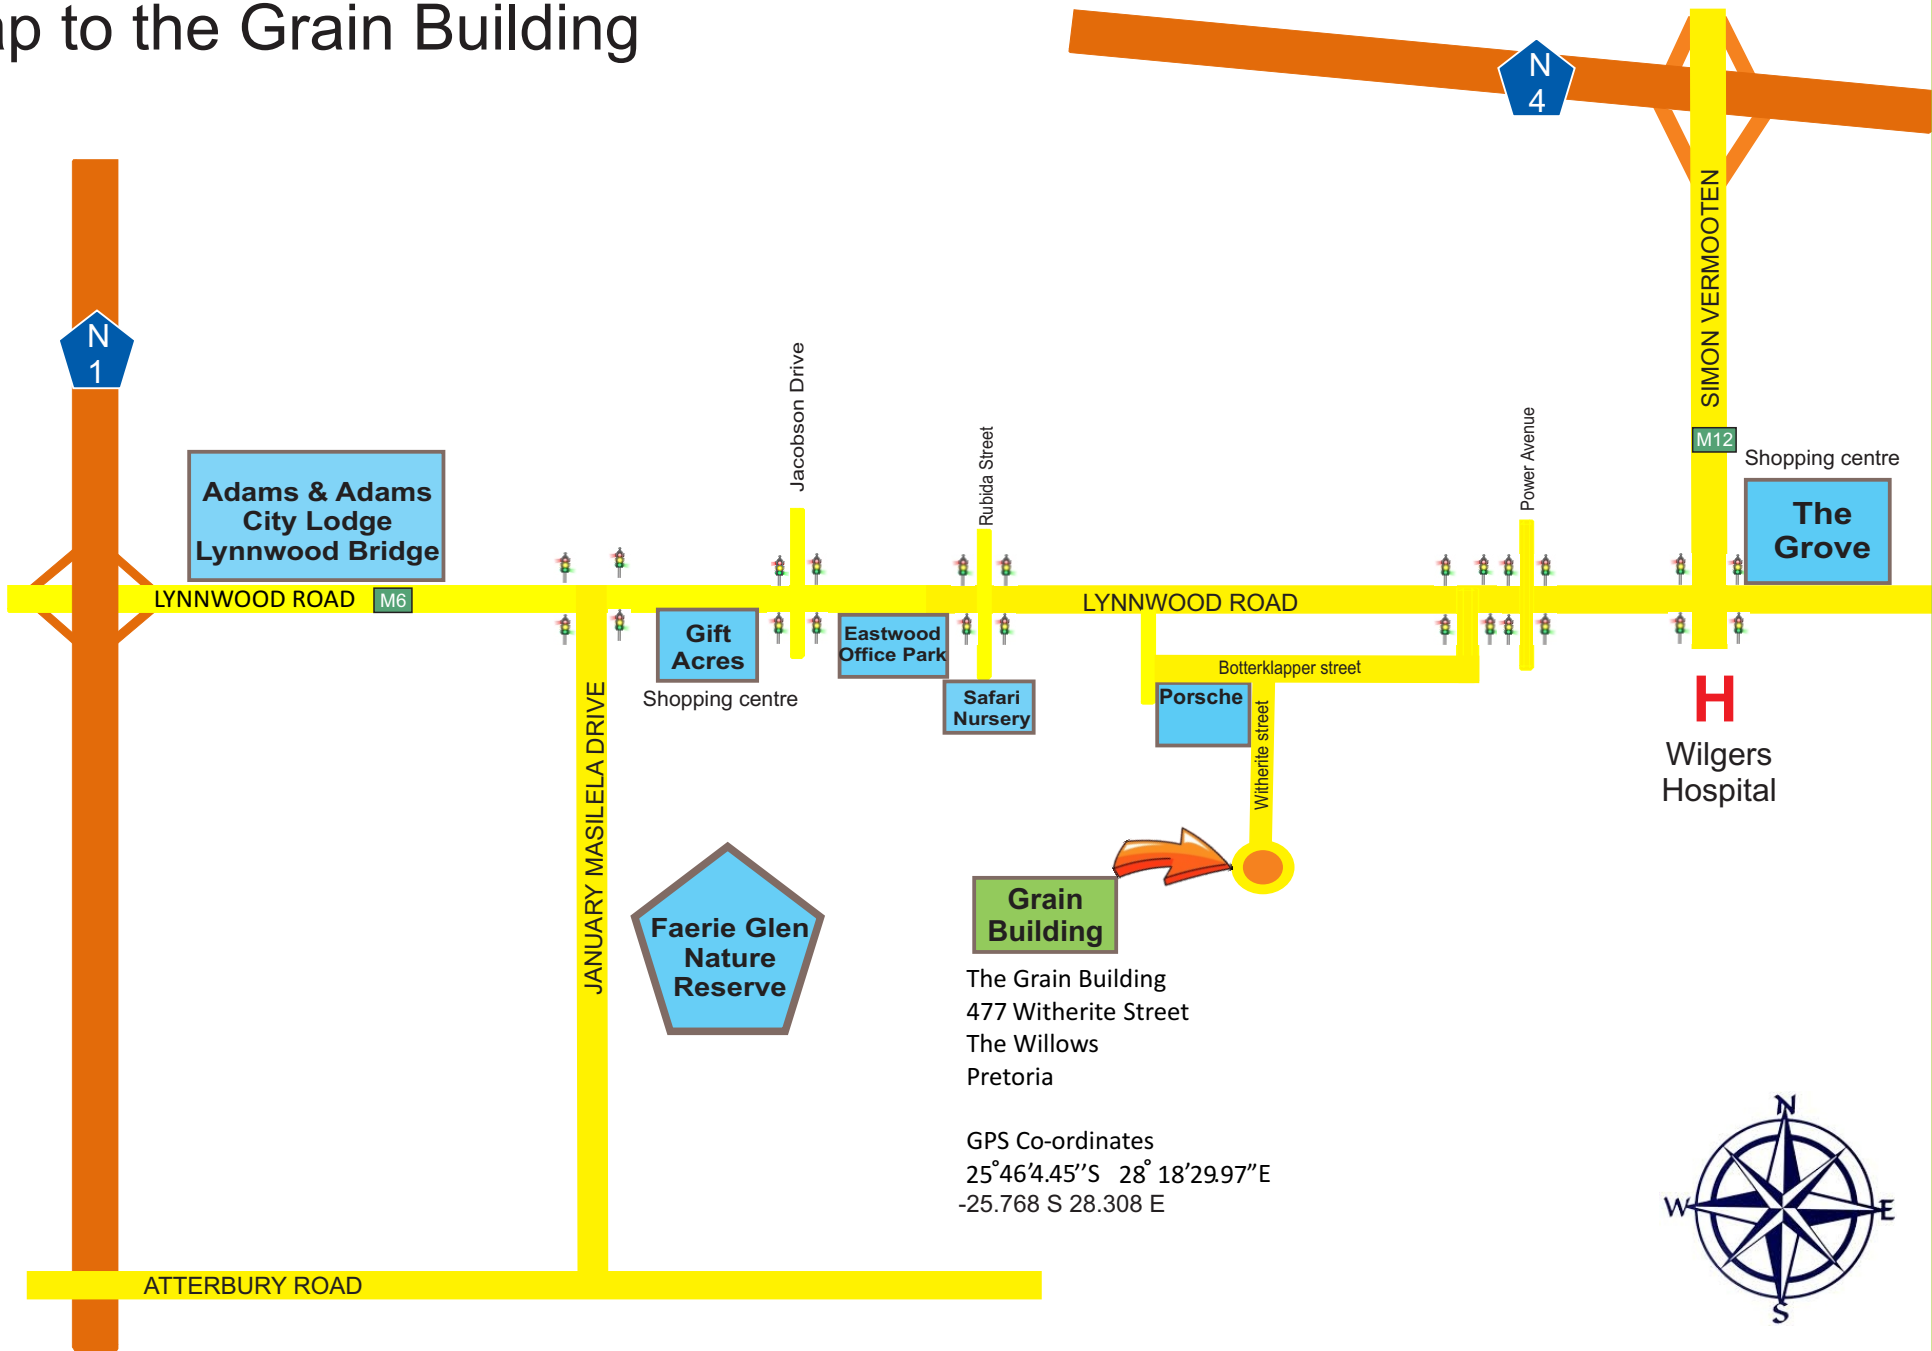 ap to the Grain Building
N
4
SIMON VERMOOTEN
N
1
Jacobson Drive
Rubida Street
Power Avenue
M12
Shopping centre
The
Grove
Adams & Adams
City Lodge
Lynnwood Bridge
LYNNWOOD ROAD
M6
LYNNWOOD ROAD
Gift
Acres
Shopping centre
Eastwood
Office Park
Safari
Nursery
Botterklapper street
Porsche
Witherite street
H
Wilgers
Hospital
JANUARY MASILELA DRIVE
Faerie Glen
Nature
Reserve
Grain
Building
The Grain Building
477 Witherite Street
The Willows
Pretoria
GPS Co-ordinates
25°46’4.45’’S 28° 18’29.97”E
-25.768 S 28.308 E
ATTERBURY ROAD
N
W
E
S